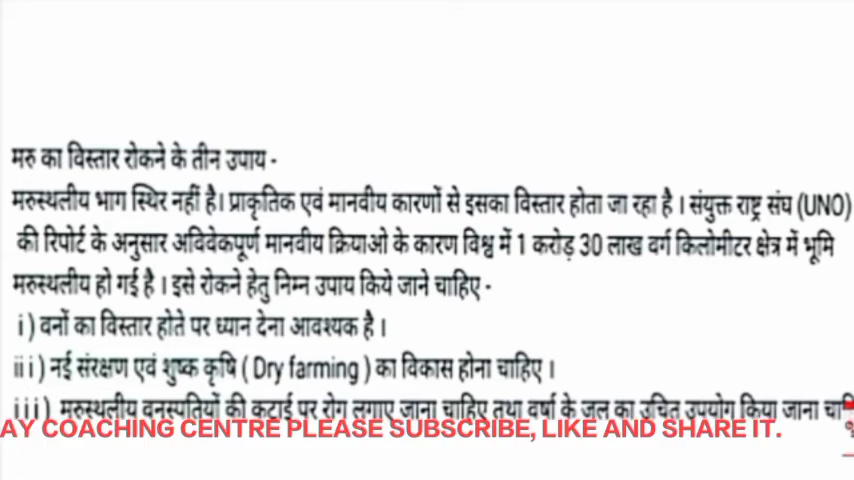 मरु का विस्तार रोकने के तीन उपाय -
मरुस्थलीय भाग स्थिर नहीं है। प्राकृतिक एवं मानवीय कारणों से इसका विस्तार होता जा रहा है । संयुक्त राष्ट्र संघ (UNO)
की रिपोर्ट के अनुसार अविवेकपूर्ण मानवीय क्रियाओ के कारण विश्व में 1 करोड़ 30 लाख वर्ग किलोमीटर क्षेत्र में भूमि
मरुस्थलीय हो गई है । इसे रोकने हेतु निम्न उपाय किये जाने चाहिए -
i ) वनों का विस्तार होते पर ध्यान देना आवश्यक है ।
ii i ) नई संरक्षण एवं शुष्क कृषि ( Dry farming ) का विकास होना चाहिए ।
i i i ) मरुस्थलीय वनस्पतियों की कटाई पर रोग लगाए जाना चाहिए तथा वर्षा के जल का उचित उपयोग किया जाना
AY COACHING CENTRE PLEASE SUBSCRIBE, LIKE AND SHARE IT.